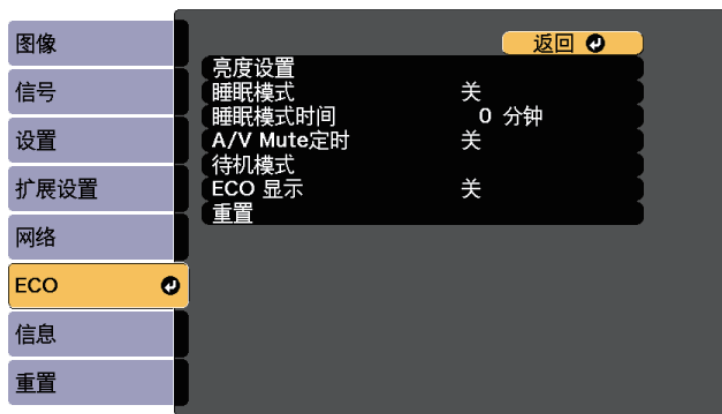 图像
信号
设置
扩展设置
网络
ECO
信息
重置
返回
亮度设置
睡眠模式 关
睡眠模式时间 0 分钟
A/V Mute定时 关
待机模式
ECO 显示 关
重置